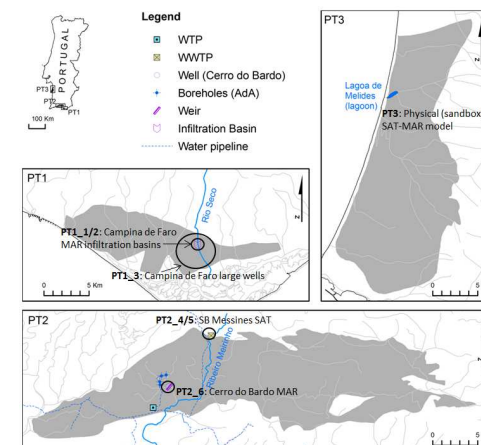 PORTUGAL
PT3
PT2
PT1
100 Km
Legend
WTP
WWTP
Well (Cerro do Bardo)
Boreholes (AdA)
Weir
Infiltration Basin
Water pipeline
PT3
Lagoa de
Melides
(lagoon)
PT3: Physical (sandbox
SAT-MAR model
N
0 5
PT1
Rio Seco
N
PT1_1/2: Campina de Faro
MAR infiltration basins
PT1_3: Campina de Faro large wells
0 5 Km
PT2
PT2_4/5: SB Messines SAT
Ribeiro Meirinho
PT2_6: Cerro do Bardo MAR
0 5